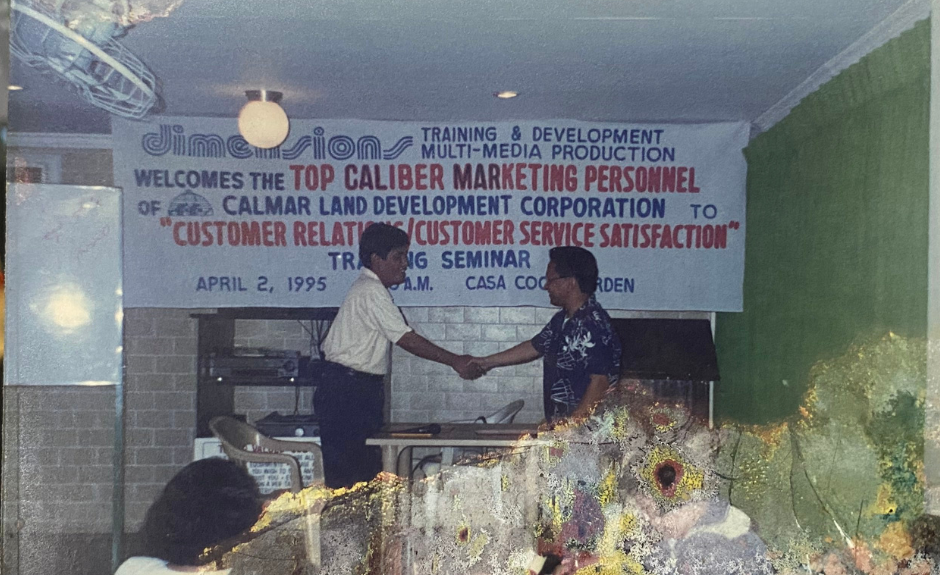 dimensions TRAINING & DEVELOPMENT
MULTI-MEDIA PRODUCTION
WELCOMES THE TOP CALIBER MARKETING PERSONNEL
OF CALMAR LAND DEVELOPMENT CORPORATION TO
"CUSTOMER RELATIONS/CUSTOMER SERVICE SATISFACTION"
SEMINAR
APRIL 2, 1995 A.M. CASA